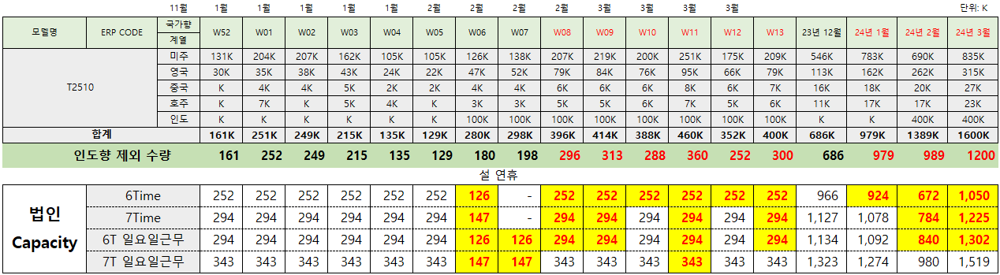 11월 1월 1월 1월 1월 2월 2월 2월 2월 3월 3월 3월 3월 단위: K
모델명 ERP CODE 국가향 계열 W52 W01 W02 W03 W04 W05 W06 W07 W08 W09 W10 W11 W12 W13 23년 12월 24년 1월 24년 2월 24년 3월
T2510 미주 131K 204K 207K 162K 105K 105K 126K 138K 207K 219K 200K 251K 175K 209K 546K 783K 690K 835K
영국 30K 35K 38K 43K 24K 22K 47K 52K 79K 84K 76K 95K 66K 79K 113K 162K 262K 315K
중국 K 4K 4K 5K 2K 2K 4K 4K 6K 6K 6K 8K 6K 7K 16K 18K 20K 27K
호주 K 7K K 5K 4K K 3K 3K 5K 5K 6K 7K 5K 6K 11K 17K 17K 23K
인도 K K K K K K 100K 100K 100K 100K 100K 100K 100K 100K K K 400K 400K
합계 161K 251K 249K 215K 135K 129K 280K 298K 396K 414K 388K 460K 352K 400K 686K 979K 1389K 1600K
인도향 제외 수량 161 252 249 215 135 129 180 198 296 313 288 360 252 300 686 979 989 1200
설 연휴
법인 Capacity 6Time 252 252 252 252 252 252 126 - 252 252 252 252 252 252 966 924 672 1,050
7Time 294 294 294 294 294 294 147 - 294 294 294 294 294 294 1,127 1,078 784 1,225
6T 일요일근무 294 294 294 294 294 294 126 126 294 294 294 294 294 294 1,134 1,092 840 1,302
7T 일요일근무 343 343 343 343 343 343 147 147 343 343 343 343 343 343 1,323 1,274 980 1,519